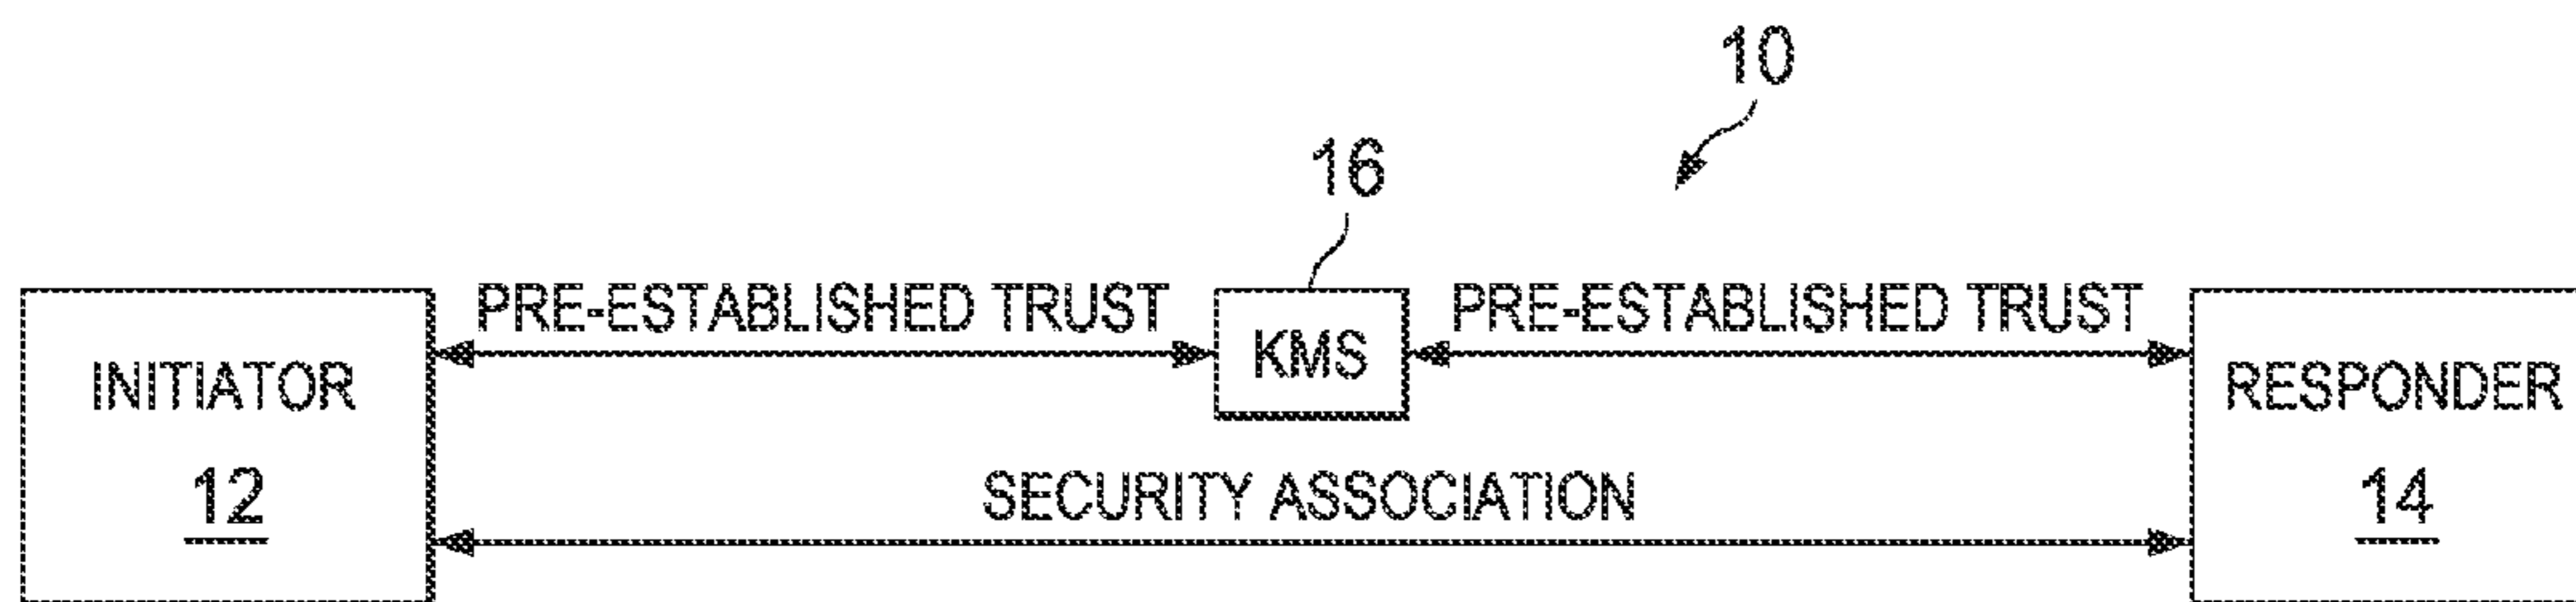 10
16
PRE-ESTABLISHED TRUST
PRE-ESTABLISHED TRUST
INITIATOR
12
KMS
RESPONDER
14
SECURITY ASSOCIATION